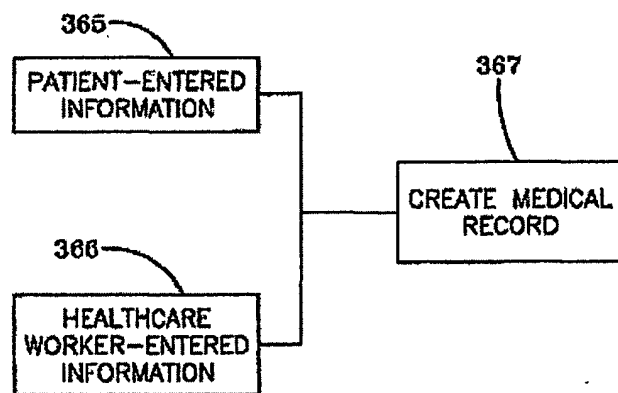 365
PATIENT-ENTERED
INFORMATION
367
CREATE MEDICAL
RECORD
366
HEALTHCARE
WORKER-ENTERED
INFORMATION